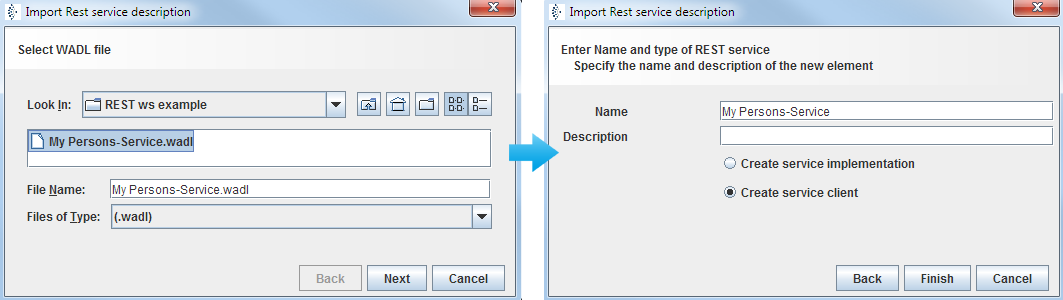 Import Rest service description
Select WADL file
Look In: REST ws example
My Persons-Service.wadl
File Name: My Persons-Service.wadl
Files of Type: (.wadl)
Back Next Cancel
Import Rest service description
Enter Name and type of REST service
Specify the name and description of the new element
Name My Persons-Service
Description
Create service implementation
Create service client
Back Finish Cancel